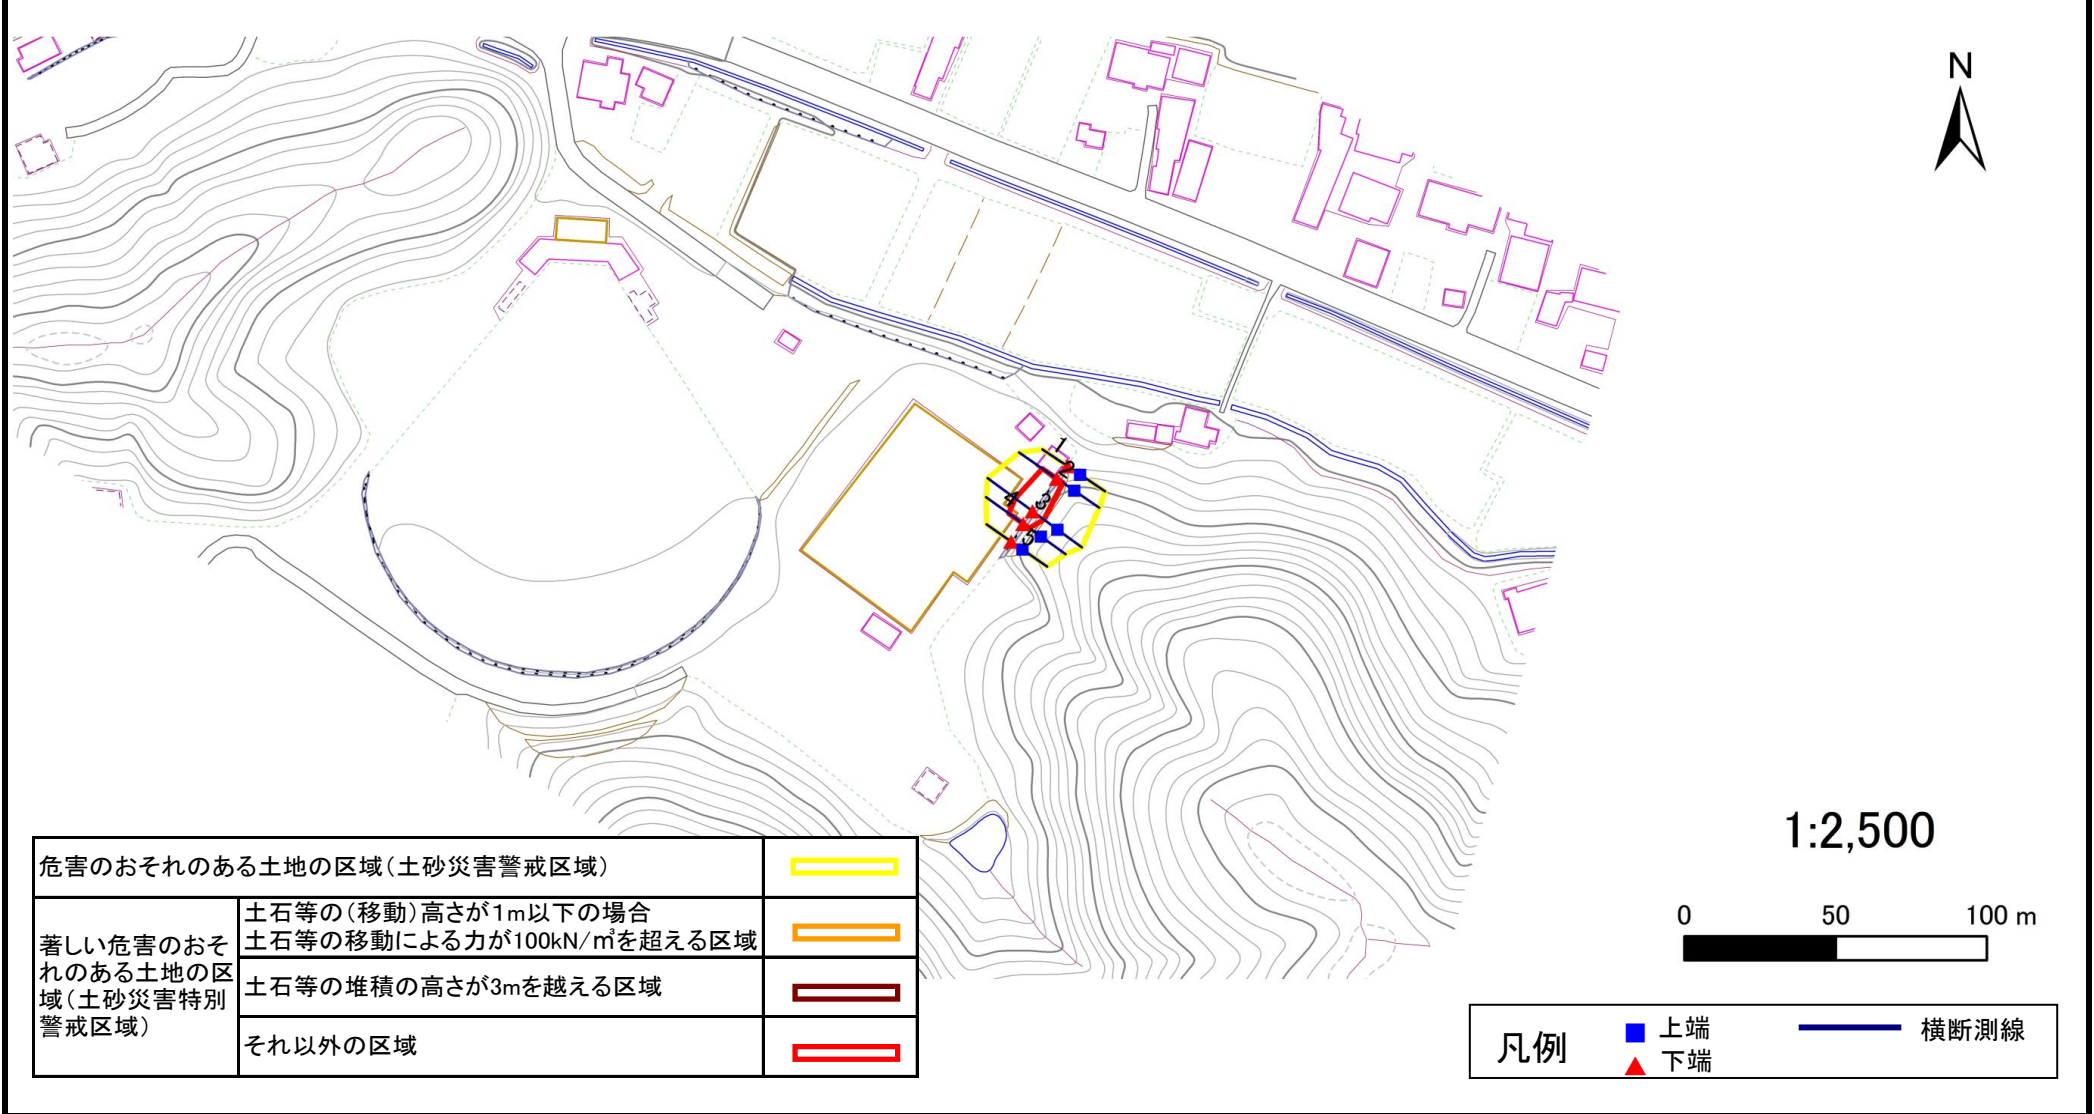 N
1
2
3
4
5
1:2,500
0 50 100 m
危害のおそれのある土地の区域(土砂災害警戒区域)
著しい危害のおそ
れのある土地の区
域(土砂災害特別
警戒区域)
土石等の(移動)高さが1m以下の場合
土石等の移動による力が100kN/㎥を超える区域
土石等の堆積の高さが3mを越える区域
それ以外の区域
凡例
上端
下端
横断測線